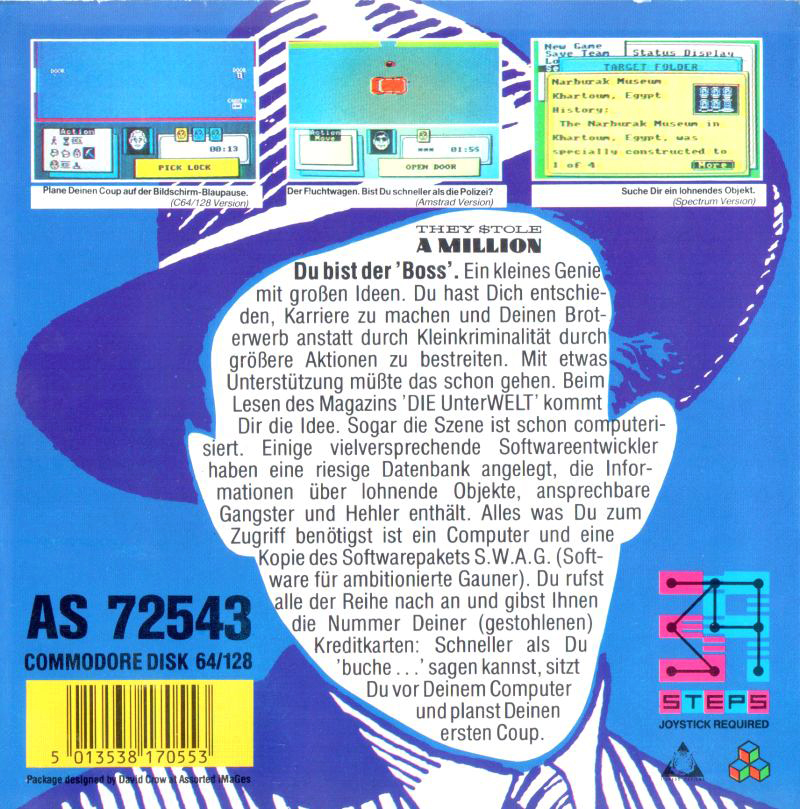 DOOR
DOOR
CAMERA
Action
00:13
PICK LOCK
Action
Move
01:55
OPEN DOOR
New Game
Save Team
Lo
Se
Status Display
TARGET FOLDER
Narburak Museum
Khartoum, Egypt
History:
The Narburak Museum in
Khartoum, Egypt, was
specially constructed to
1 of 4
More
Plane Deinen Coup auf der Bildschirm-Blaupause.
(C64/128 Version)
Der Fluchtwagen. Bist Du schneller als die Polizei?
(Amstrad Version)
Suche Dir ein lohnendes Objekt.
(Spectrum Version)
THEY $TOLE
A MILLION
Du bist der 'Boss'. Ein kleines Genie
mit großen Ideen. Du hast Dich entschie-
den, Karriere zu machen und Deinen Brot-
erwerb anstatt durch Kleinkriminalität durch
größere Aktionen zu bestreiten. Mit etwas
Unterstützung müßte das schon gehen. Beim
Lesen des Magazins 'DIE UnterWELT' kommt
Dir die Idee. Sogar die Szene ist schon computeri-
siert. Einige vielversprechende Softwareentwickler
haben eine riesige Datenbank angelegt, die Infor-
mationen über lohnende Objekte, ansprechbare
Gangster und Hehler enthält. Alles was Du zum
Zugriff benötigst ist ein Computer und eine
Kopie des Softwarepakets S.W.A.G. (Soft-
ware für ambitionierte Gauner). Du rufst
alle der Reihe nach an und gibst Ihnen
die Nummer Deiner (gestohlenen)
Kreditkarten: Schneller als Du
'buche . . .' sagen kannst, sitzt
Du vor Deinem Computer
und planst Deinen
ersten Coup.
AS 72543
COMMODORE DISK 64/128
5 013538 170553
Package designed by David Crow at Assorted iMaGes
39
STEPS
JOYSTICK REQUIRED